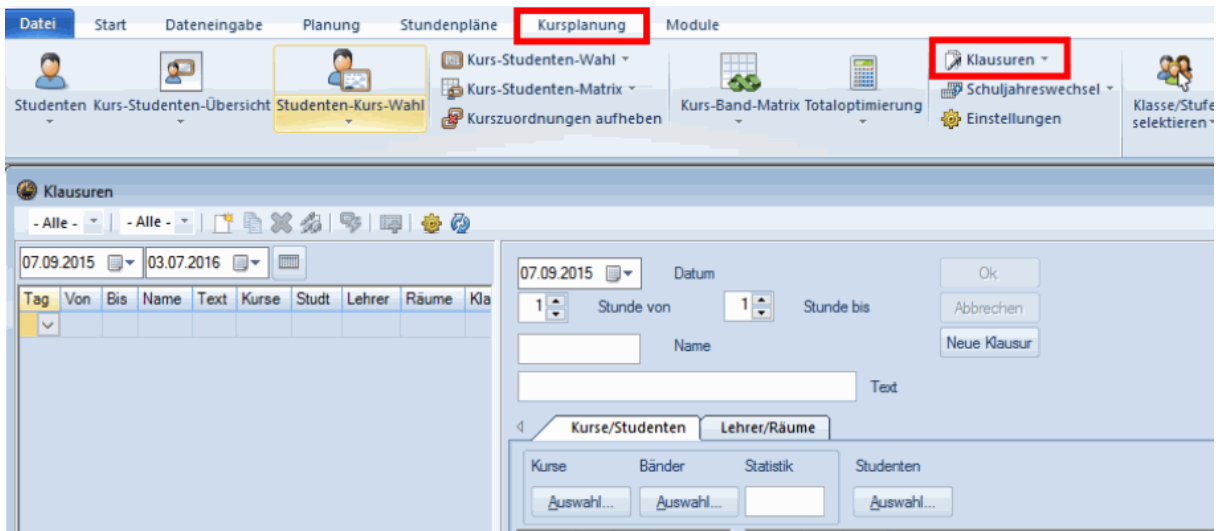 Datei Start Dateneingabe Planung Stundenpläne Kursplanung Module
Studenten Kurs-Studenten-Übersicht Studenten-Kurs-Wahl
Kurs-Studenten-Wahl
Kurs-Studenten-Matrix
Kurszuordnungen aufheben
Kurs-Band-Matrix Totaloptimierung
Klausuren
Schuljahreswechsel
Einstellungen
Klasse/Stufe
selektieren
Klausuren
- Alle - - Alle -
07.09.2015 03.07.2016
Tag Von Bis Name Text Kurse Studt Lehrer Räume Kla
07.09.2015 Datum Ok
1 Stunde von 1 Stunde bis Abbrechen
Name Neue Klausur
Text
Kurse/Studenten Lehrer/Räume
Kurse Bänder Statistik Studenten
Auswahl... Auswahl... Auswahl...